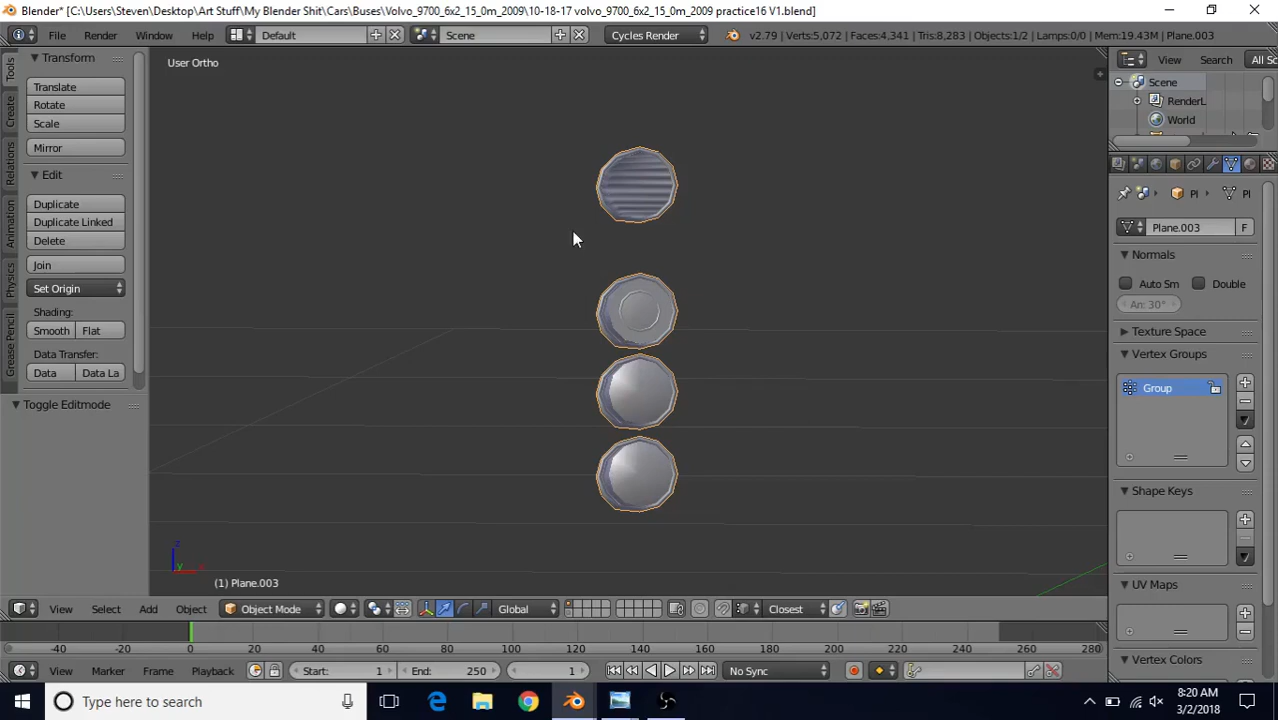 Blender* [C:\Users\Steven\Desktop\Art Stuff\My Blender Shit\Cars\Buses\Volvo_9700_6x2_15_0m_2009\10-18-17 volvo_9700_6x2_15_0m_2009 practice16 V1.blend]
File Render Window Help Default Scene Cycles Render v2.79 | Verts:5,072 | Faces:4,341 | Tris:8,283 | Objects:1/2 | Lamps:0/0 | Mem:19.43M | Plane.003
Tools
Create
Relations
Animation
Physics
Grease Pencil
Transform
Translate
Rotate
Scale
Mirror
Edit
Duplicate
Duplicate Linked
Delete
Join
Set Origin
Shading:
Smooth Flat
Data Transfer:
Data Data La
Toggle Editmode
User Ortho
z
y x
(1) Plane.003
View Search All Sc
Scene
RenderL
World
Pl Pl
Plane.003 F
Normals
Auto Sm Double
An: 30°
Texture Space
Vertex Groups
Group
Shape Keys
UV Maps
Vertex Colors
View Select Add Object Object Mode Global Closest
-40 -20 0 20 40 60 80 100 120 140 160 180 200 220 240 260 280
View Marker Frame Playback Start: 1 End: 250 1 No Sync
Type here to search
8:20 AM
3/2/2018